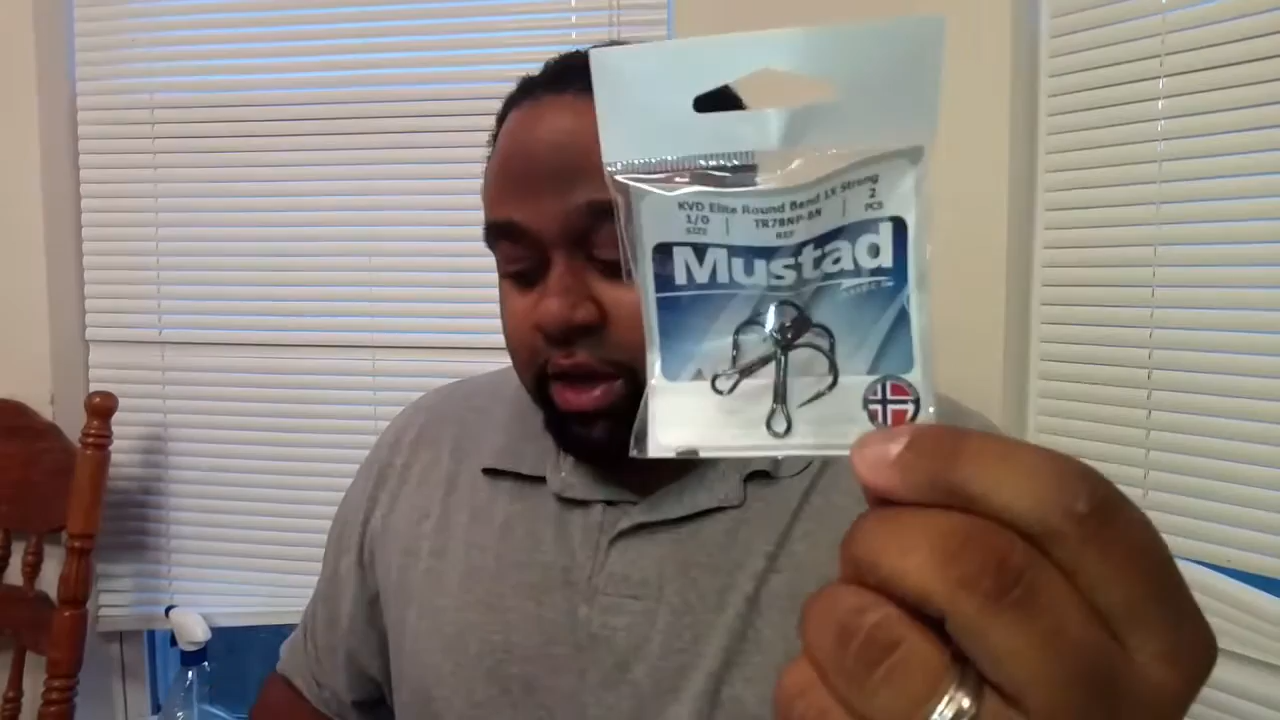 KVD Elite Round Bend 1X Strong
1/0 TR78NP-BN 2
SIZE REF PCS
Mustad